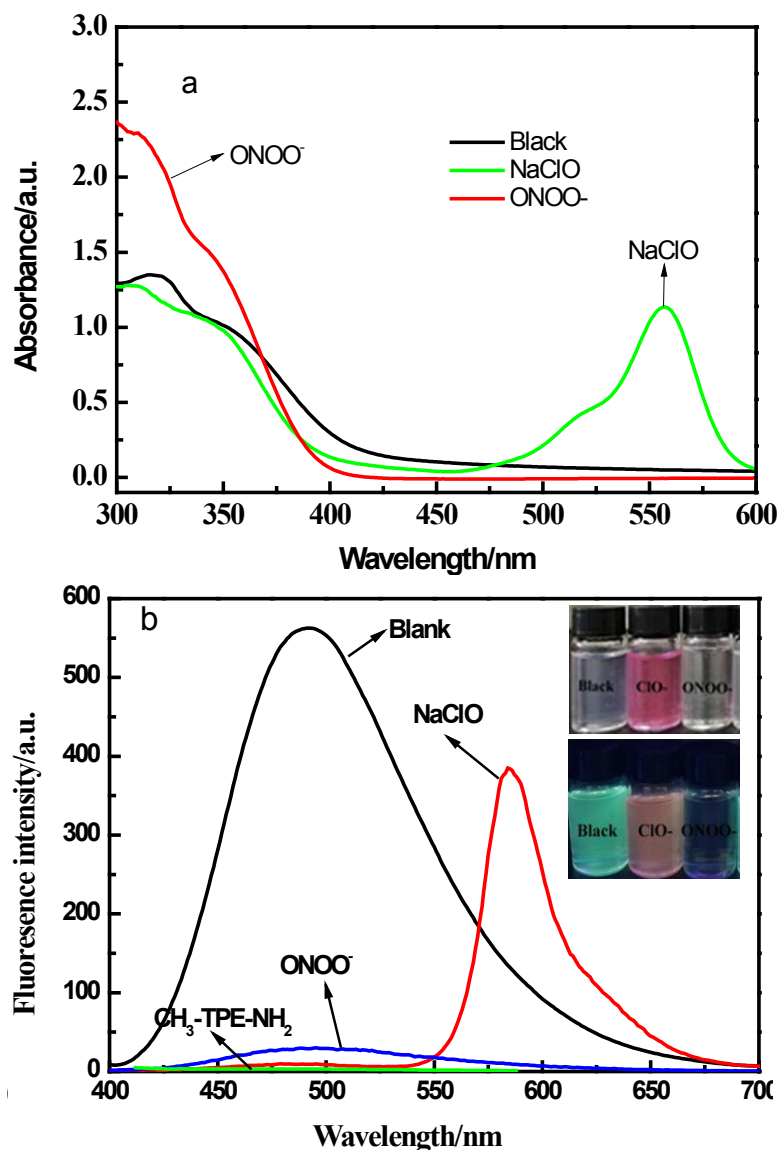 a
3.0
2.5
2.0
1.5
1.0
0.5
0.0
Absorbance/a.u.
ONOO⁻
Black
NaClO
ONOO-
NaClO
300 350 400 450 500 550 600
Wavelength/nm
b
600
500
400
300
200
100
0
Fluoresence intensity/a.u.
Blank
NaClO
ONOO⁻
CH₃-TPE-NH₂
Black ClO- ONOO-
Black ClO- ONOO-
400 450 500 550 600 650 700
Wavelength/nm